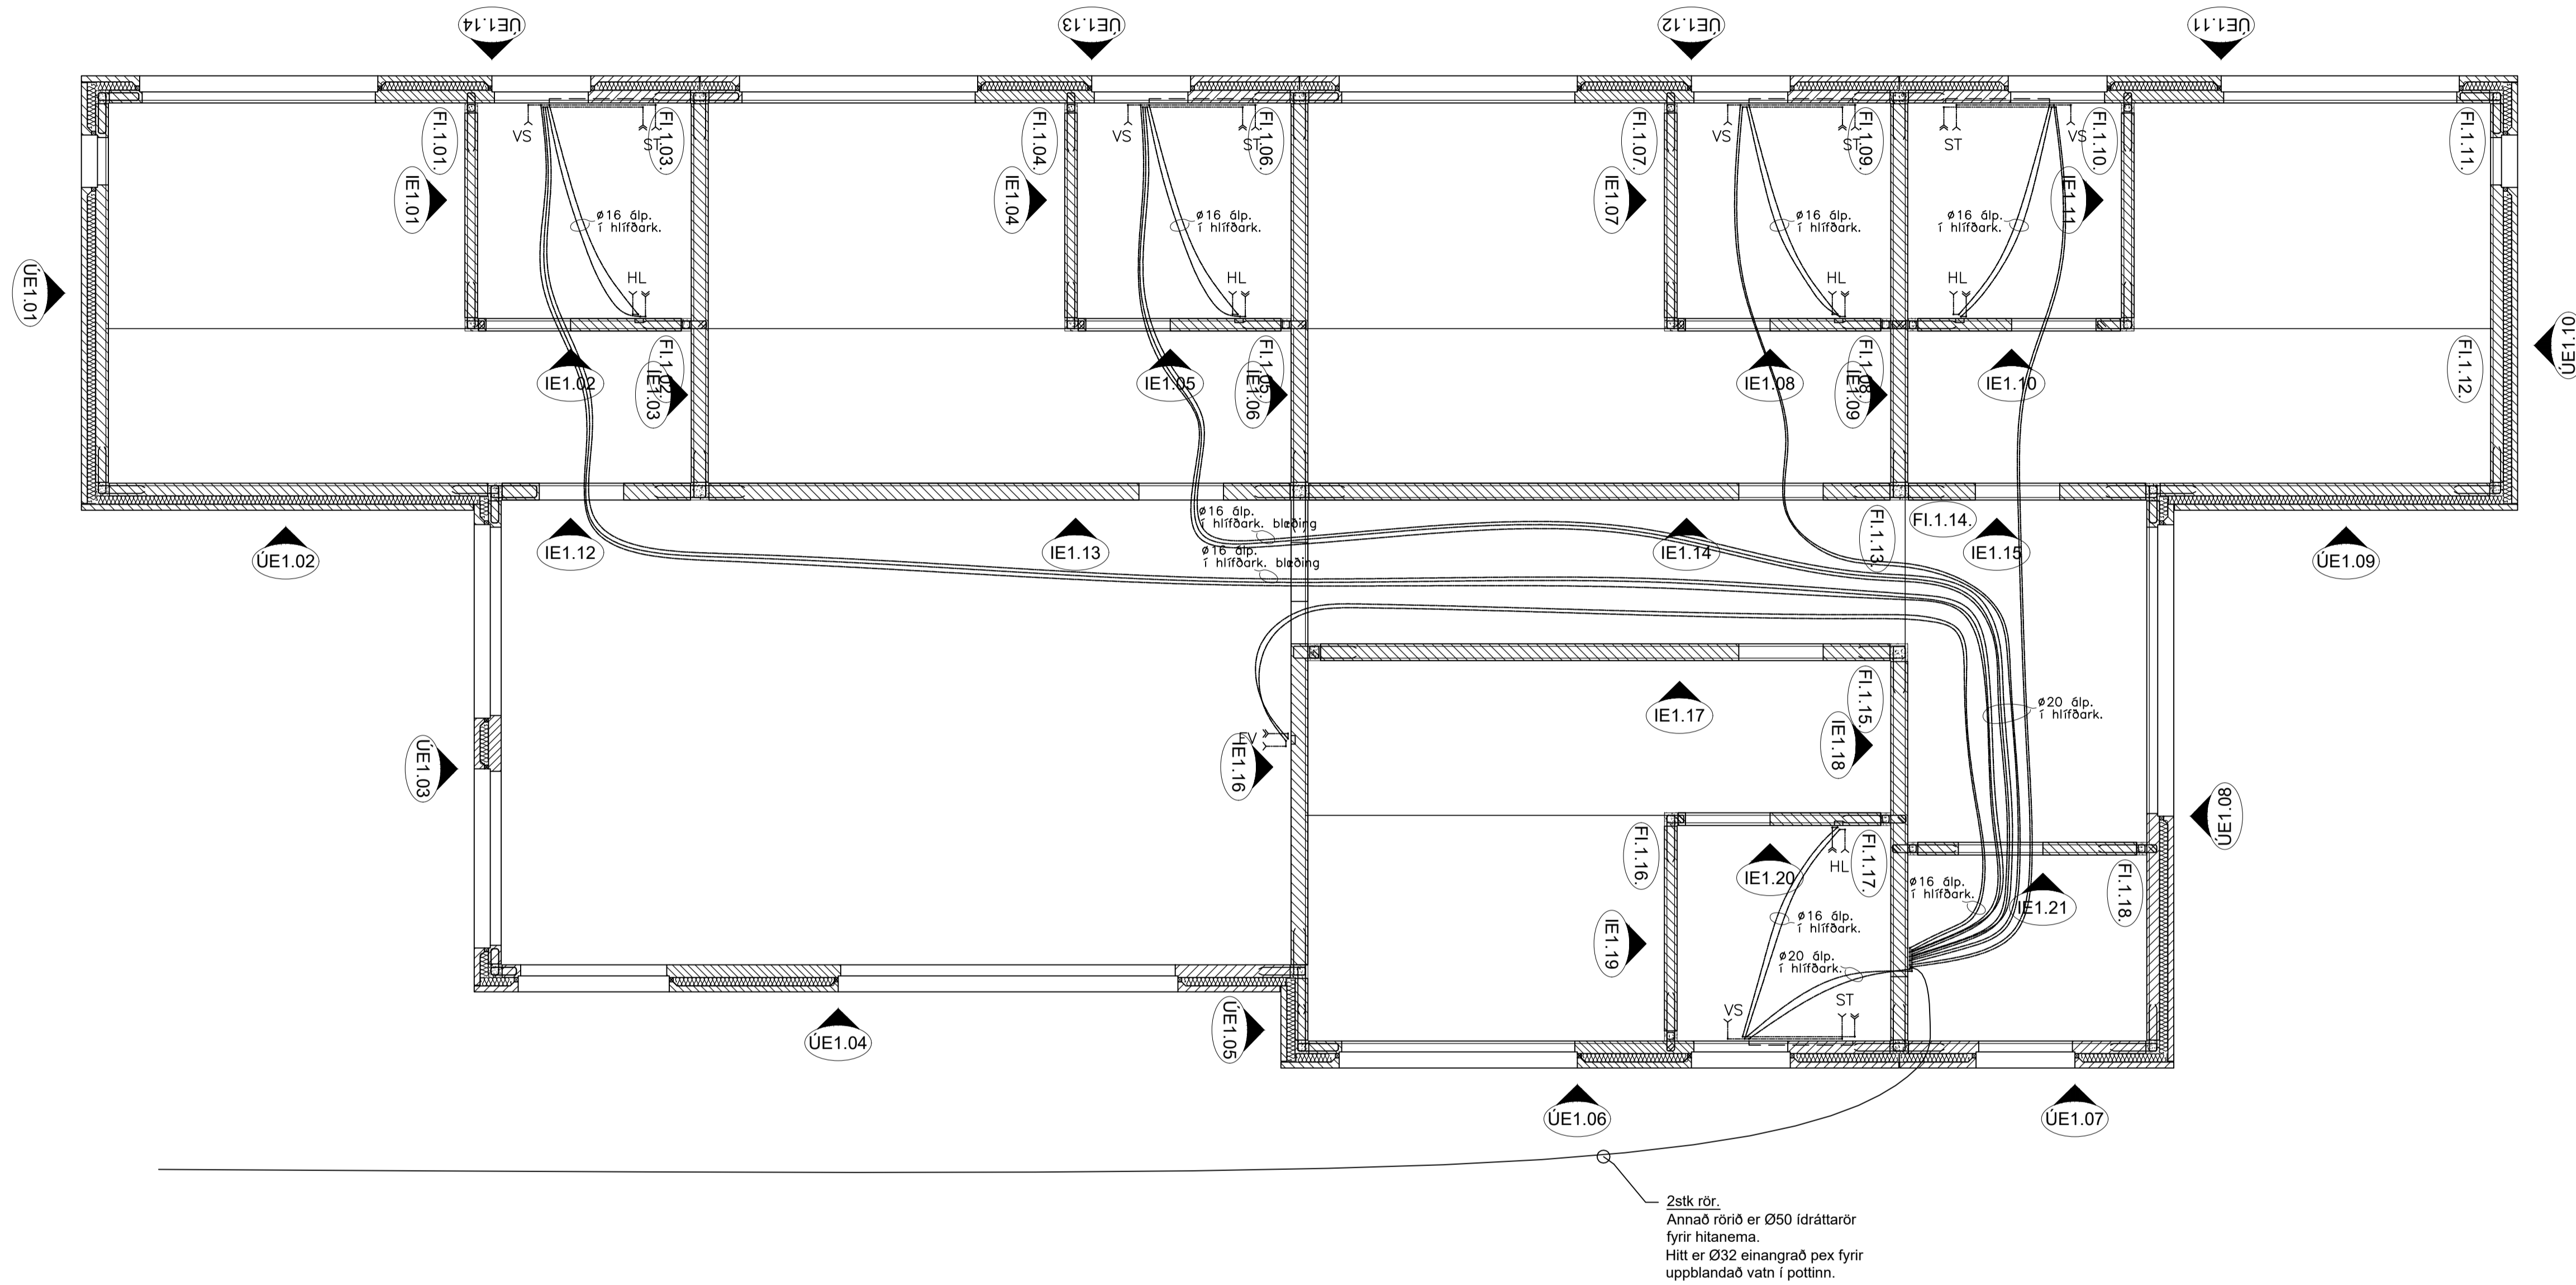 ÚE1.14
ÚE1.13
ÚE1.12
ÚE1.11
VS
FI.1.01.
IE1.01
ST
FI.1.03.
ø16 álp.
í hlífðark.
HL
VS
FI.1.04.
IE1.04
ST
FI.1.06.
ø16 álp.
í hlífðark.
HL
VS
FI.1.07.
IE1.07
ST
FI.1.09.
ø16 álp.
í hlífðark.
HL
ST
VS
FI.1.10.
IE1.11
ø16 álp.
í hlífðark.
HL
FI.1.11.
ÚE1.01
ÚE1.10
IE1.02
FI.1.02.
IE1.03
IE1.05
FI.1.05.
IE1.06
IE1.08
FI.1.08.
IE1.09
IE1.10
FI.1.12.
ÚE1.02
IE1.12
IE1.13
ø16 álp.
í hlífðark. blæðing
ø16 álp.
í hlífðark. blæðing
IE1.14
FI.1.13.
FI.1.14.
IE1.15
ÚE1.09
ÚE1.03
IE1.16
IE1.17
FI.1.15.
IE1.18
ø20 álp.
í hlífðark.
ÚE1.08
FI.1.16.
IE1.19
IE1.20
HL
FI.1.17.
ø16 álp.
í hlífðark.
IE1.21
FI.1.18.
ø16 álp.
í hlífðark.
ø20 álp.
í hlífðark.
VS
ST
ÚE1.04
ÚE1.05
ÚE1.06
ÚE1.07
2stk rör.
Annað rörið er Ø50 ídráttarör
fyrir hitanema.
Hitt er Ø32 einangrað pex fyrir
uppblandað vatn í pottinn.